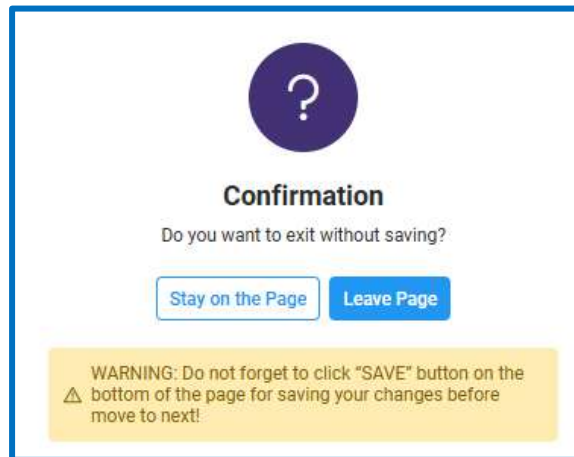 ?
Confirmation
Do you want to exit without saving?
Stay on the Page Leave Page
WARNING: Do not forget to click “SAVE” button on the
bottom of the page for saving your changes before
move to next!